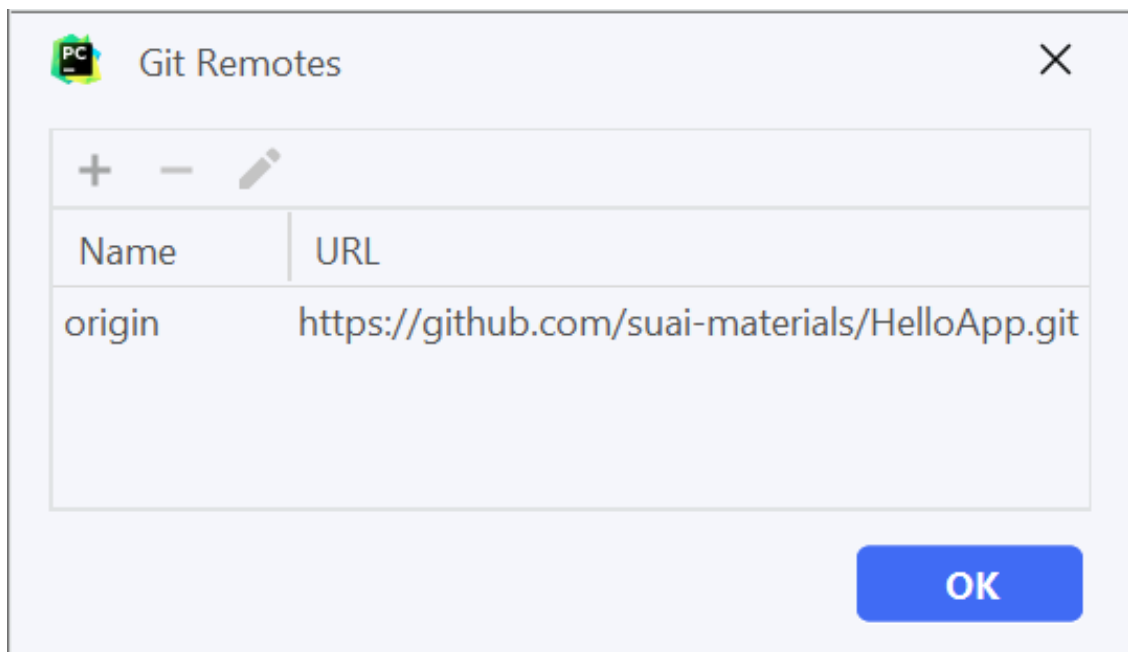 PC
Git Remotes
Name URL
origin https://github.com/suai-materials/HelloApp.git
OK